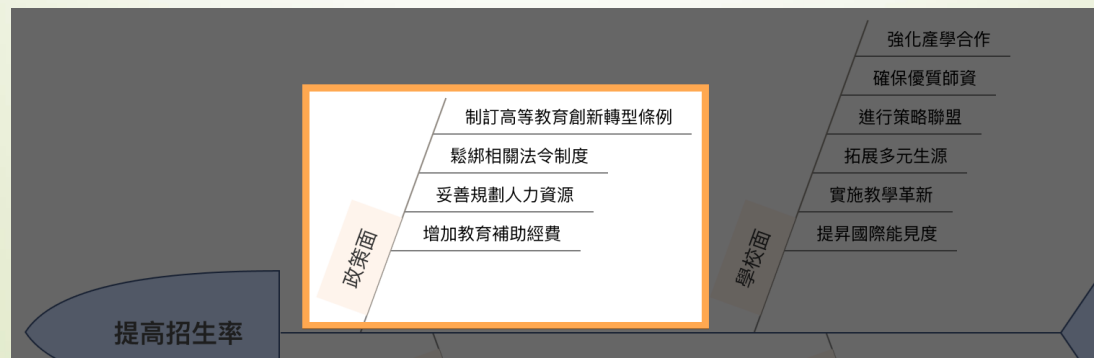 制訂高等教育創新轉型條例
鬆綁相關法令制度
妥善規劃人力資源
增加教育補助經費
政策面
強化產學合作
確保優質師資
進行策略聯盟
拓展多元生源
實施教學革新
提昇國際能見度
學校面
提高招生率